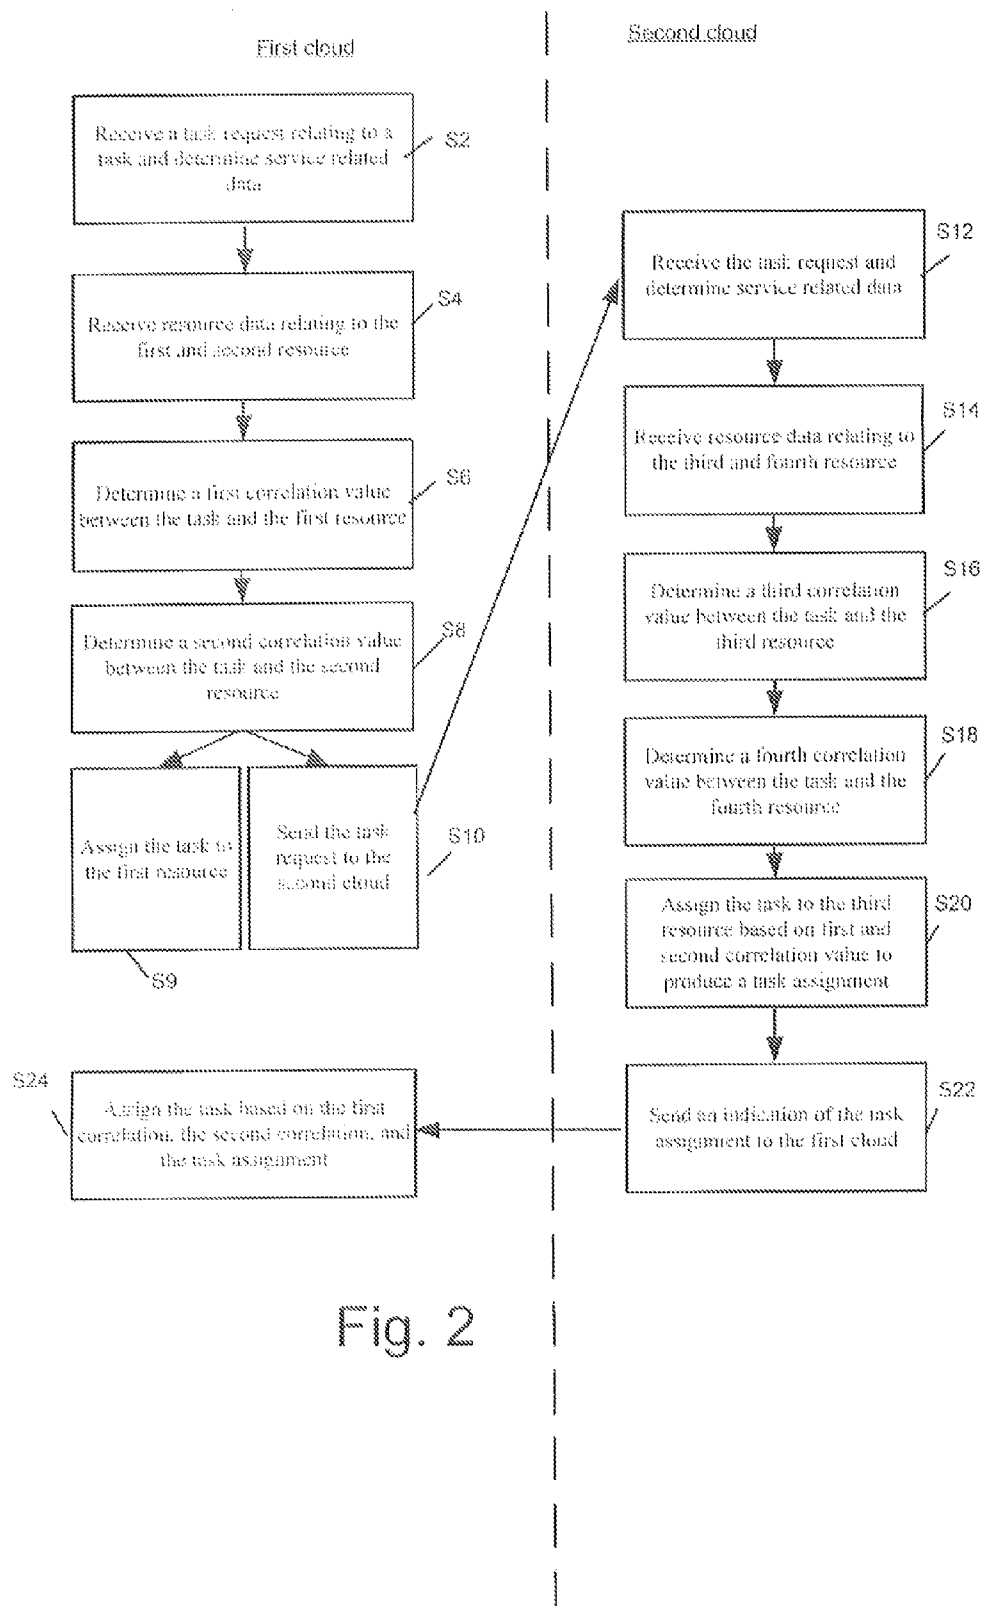 First cloud
Receive a task request relating to a
task and determine service related
data
S2
Receive resource data relating to the
first and second resource
S4
Determine a first correlation value
between the task and the first resource
S6
Determine a second correlation value
between the task and the second
resource
S8
Assign the task to
the first resource
S9
Send the task
request to the
second cloud
S10
Second cloud
Receive the task request and
determine service related data
S12
Receive resource data relating to
the third and fourth resource
S14
Determine a third correlation
value between the task and the
third resource
S16
Determine a fourth correlation
value between the task and the
fourth resource
S18
Assign the task to the third
resource based on first and
second correlation value to
produce a task assignment
S20
Send an indication of the task
assignment to the first cloud
S22
S24
Assign the task based on the first
correlation, the second correlation, and
the task assignment
Fig. 2